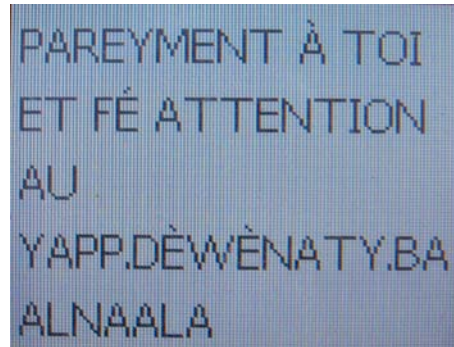 PAREYMENT À TOI
ET FÉ ATTENTION
AU
YAPP.DÈWÈNATY.BA
ALNAALA